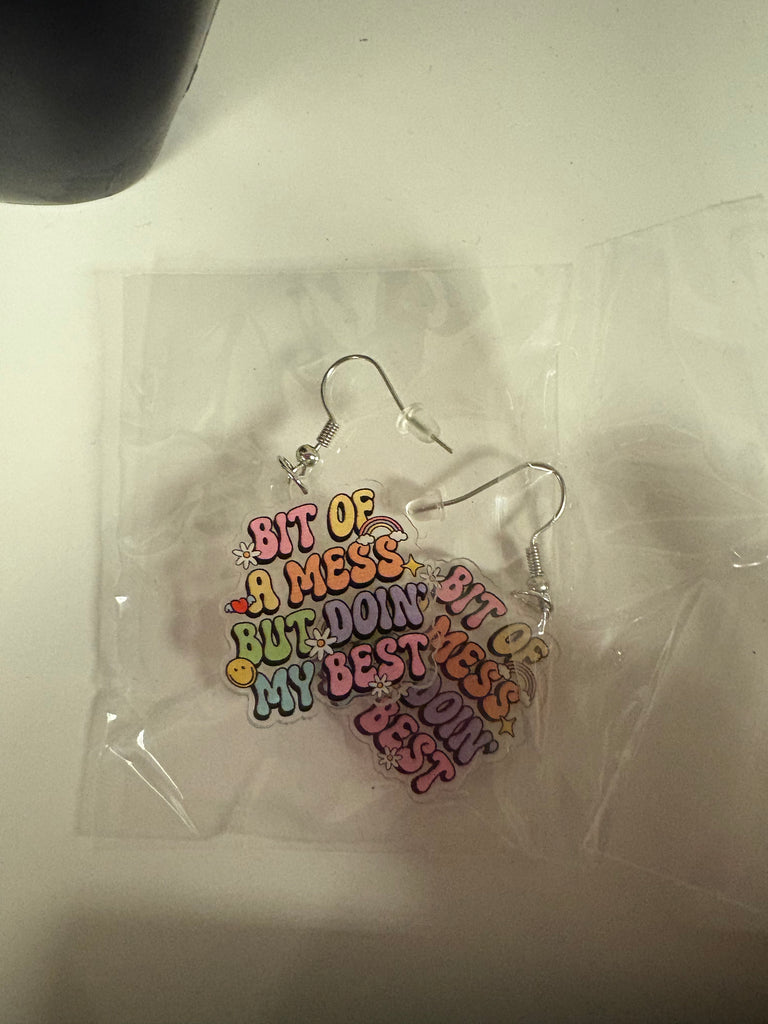 BIT OF
A MESS
BUT DOIN'
MY BEST
BIT OF
MESS
DOIN'
BEST